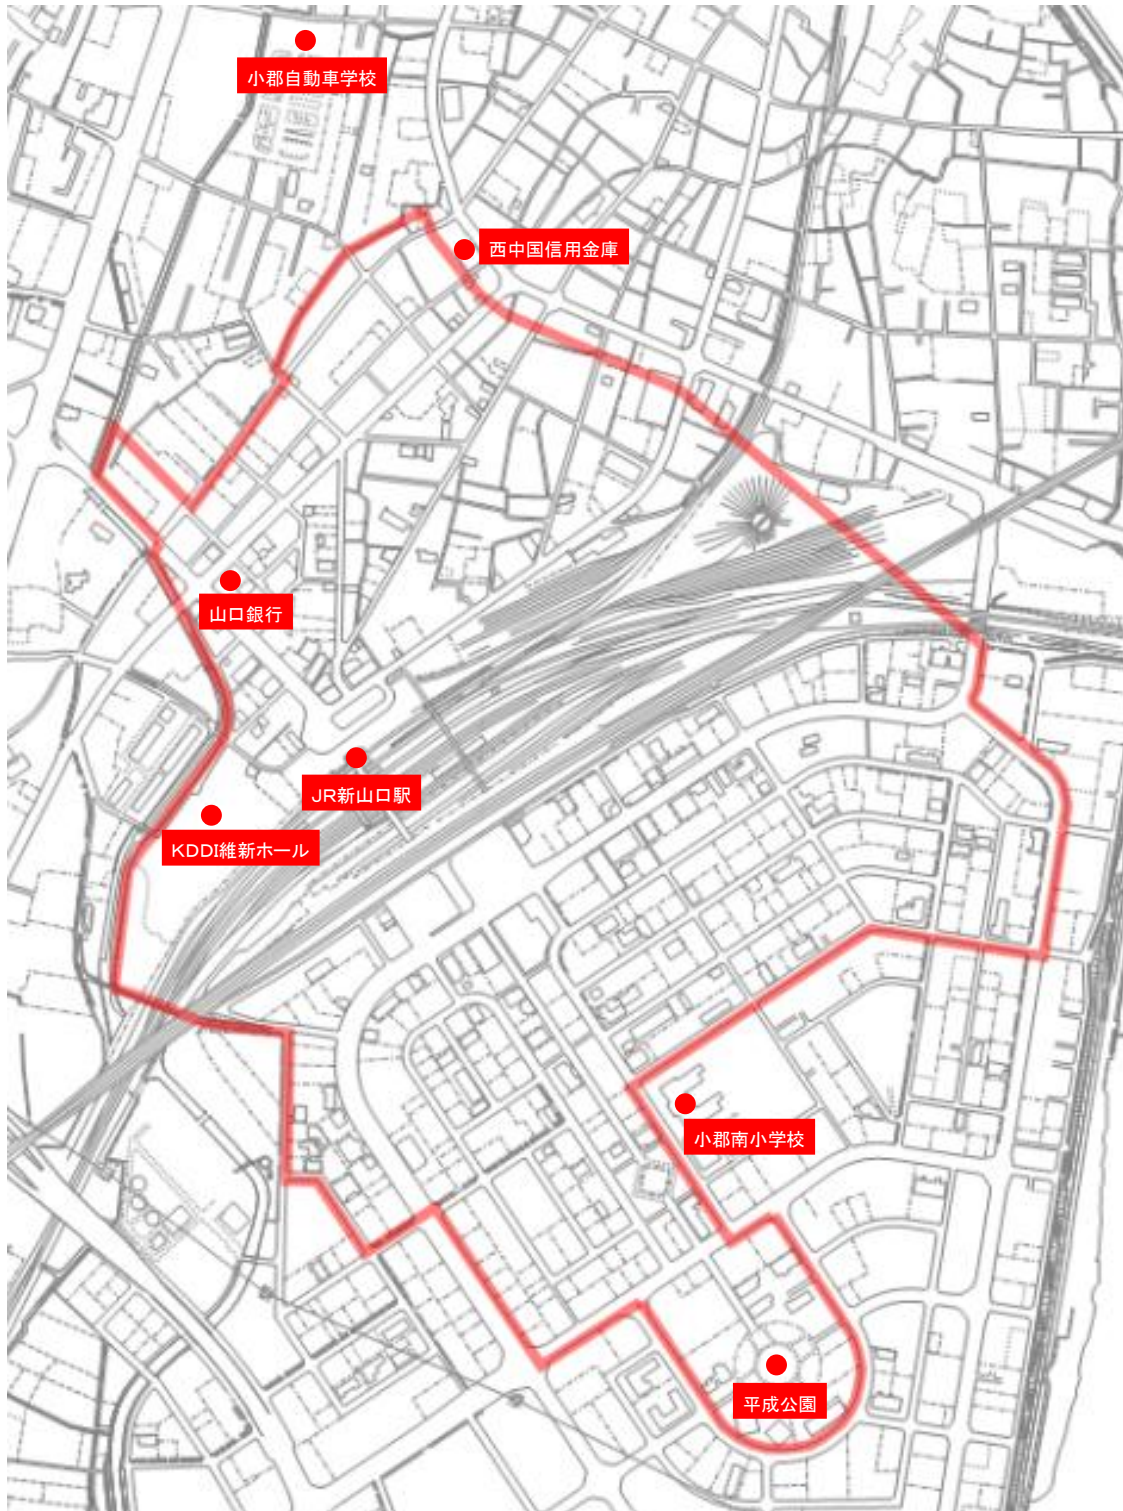 小郡自動車学校
西中国信用金庫
山口銀行
JR新山口駅
KDDI維新ホール
小郡南小学校
平成公園